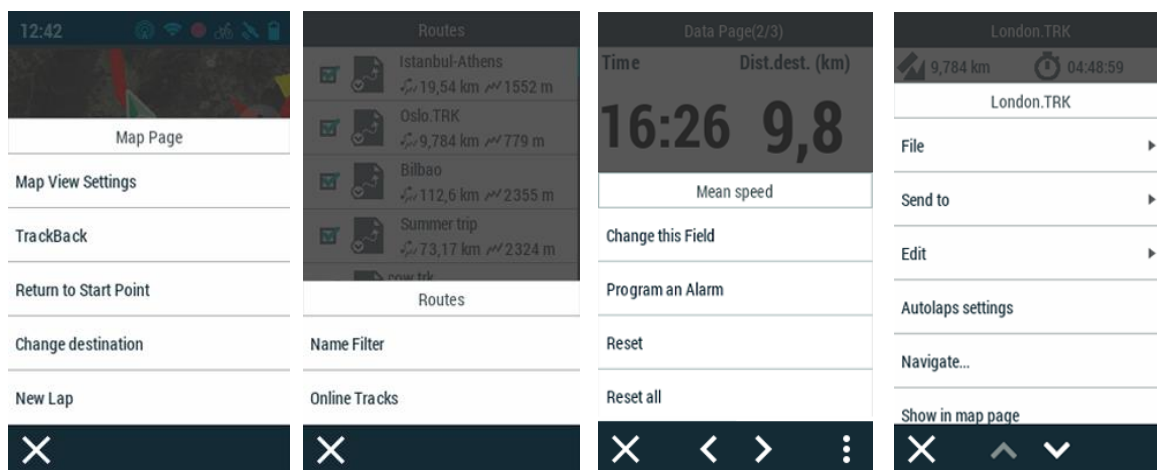 12:42
Map Page
Map View Settings
TrackBack
Return to Start Point
Change destination
New Lap
Routes
Istanbul-Athens
19,54 km 1552 m
Oslo.TRK
9,784 km 779 m
Bilbao
112,6 km 2355 m
Summer trip
73,17 km 2324 m
cow.trk
Routes
Name Filter
Online Tracks
Data Page(2/3)
Time Dist.dest. (km)
16:26 9,8
Mean speed
Change this Field
Program an Alarm
Reset
Reset all
London.TRK
9,784 km 04:48:59
London.TRK
File
Send to
Edit
Autolaps settings
Navigate...
Show in map page